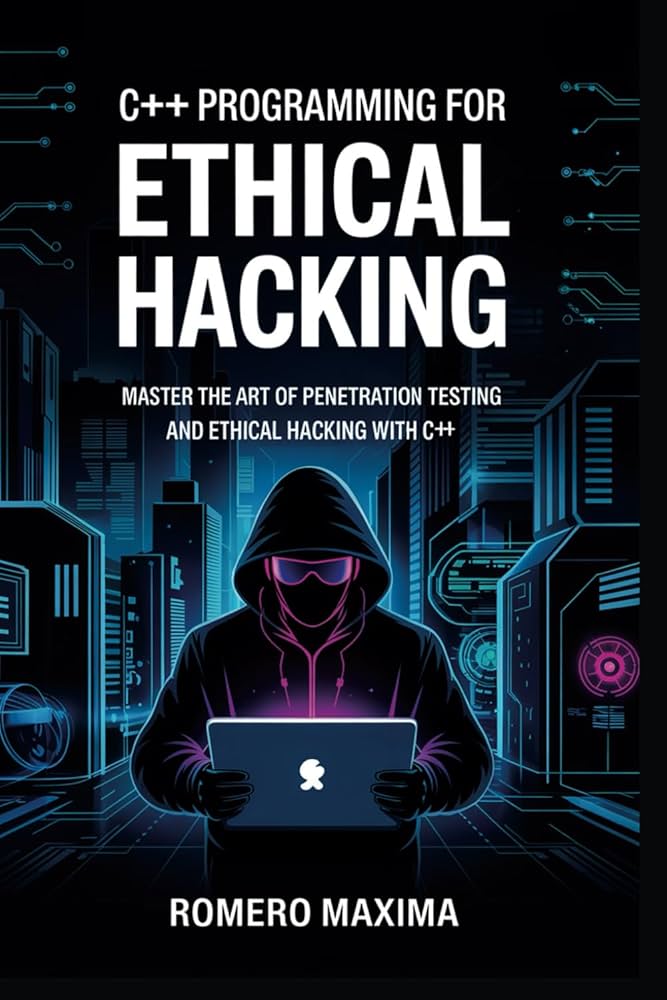 C++ PROGRAMMING FOR
ETHICAL
HACKING
MASTER THE ART OF PENETRATION TESTING
AND ETHICAL HACKING WITH C++
ROMERO MAXIMA